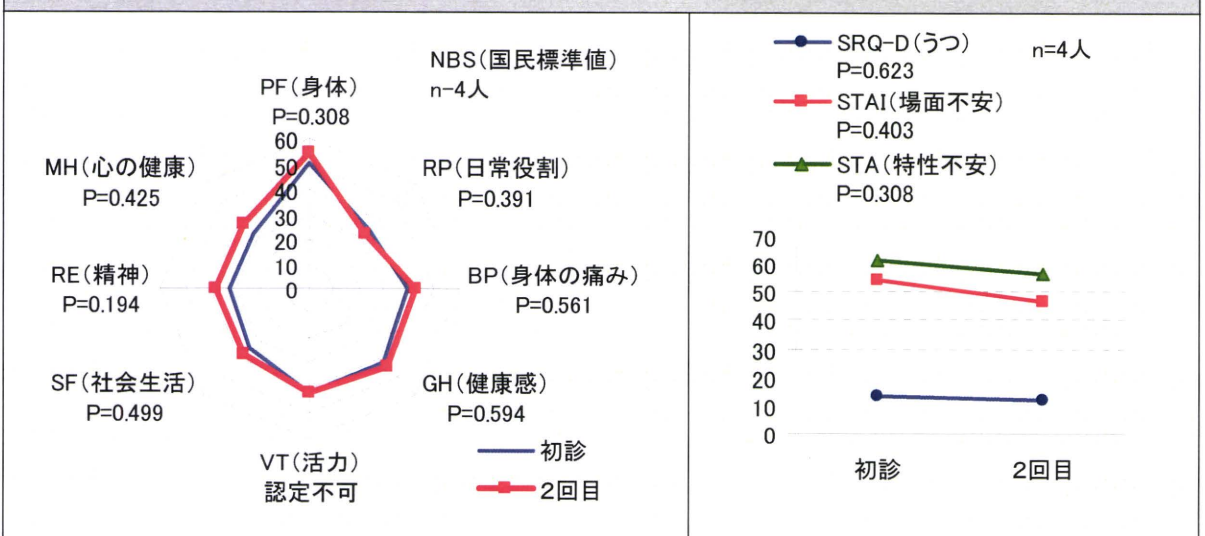 NBS(国民標準値)
n-4人
PF(身体)
P=0.308
60
50
40
30
20
10
0
RP(日常役割)
P=0.391
BP(身体の痛み)
P=0.561
GH(健康感)
P=0.594
VT(活力)
認定不可
SF(社会生活)
P=0.499
RE(精神)
P=0.194
MH(心の健康)
P=0.425
初診
2回目
SRQ-D(うつ)
P=0.623
n=4人
STAI(場面不安)
P=0.403
STA(特性不安)
P=0.308
70
60
50
40
30
20
10
0
初診
2回目